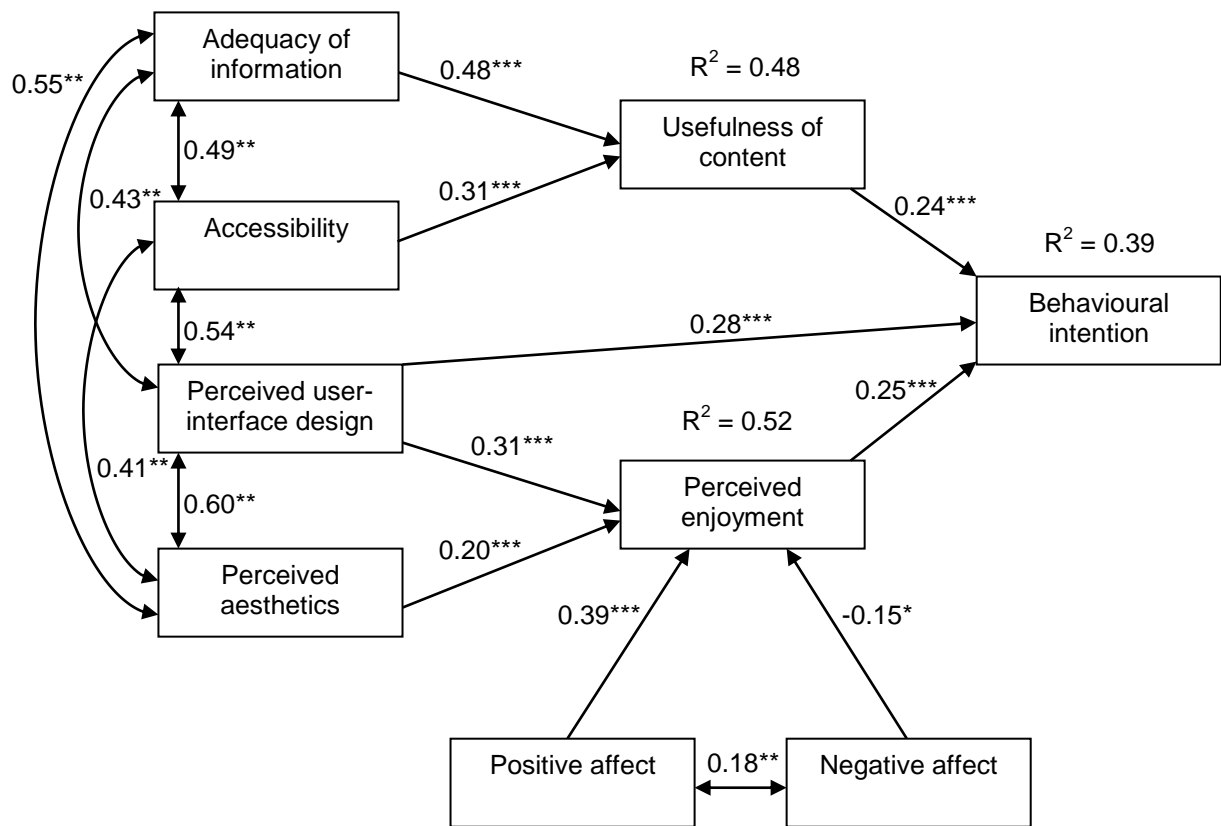 Adequacy of
information
0.55**
0.48***
R² = 0.48
Usefulness of
content
0.49**
0.43**
0.31***
Accessibility
0.24***
R² = 0.39
Behavioural
intention
0.54**
0.28***
Perceived user-
interface design
0.25***
R² = 0.52
0.31***
0.41**
0.60**
Perceived
enjoyment
0.20***
Perceived
aesthetics
0.39***
-0.15*
Positive affect
0.18**
Negative affect